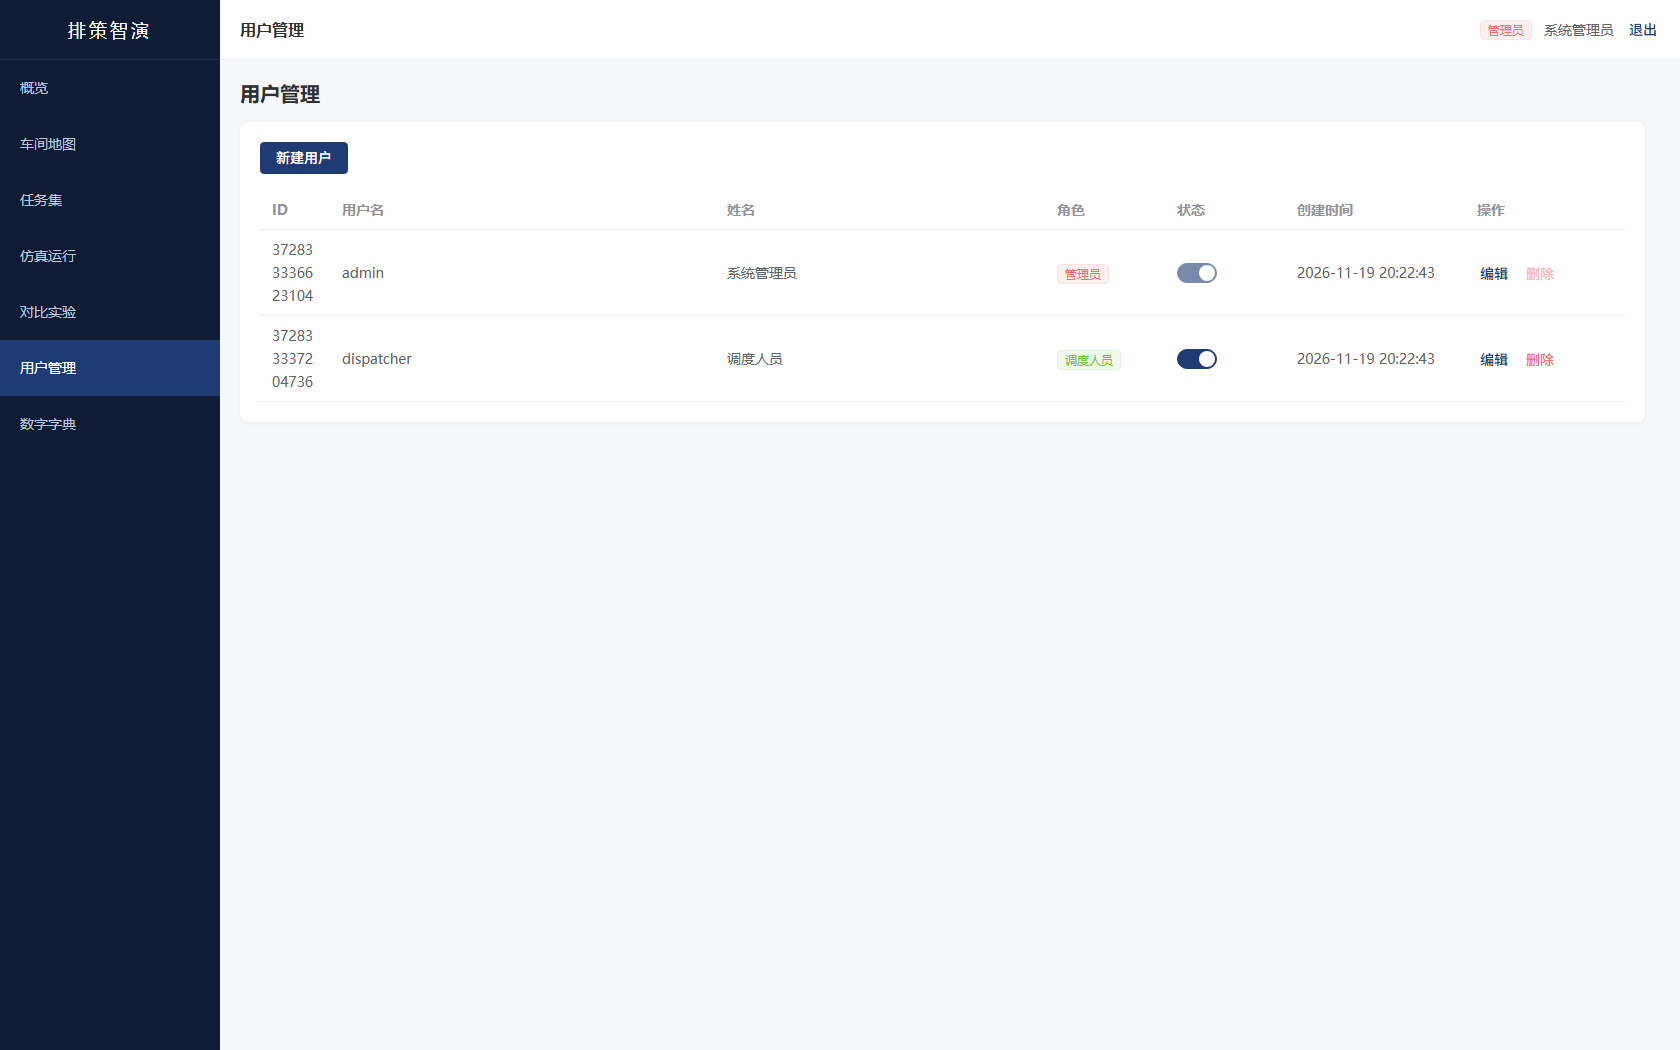 排策智演
用户管理
管理员 系统管理员 退出
概览
车间地图
任务集
仿真运行
对比实验
用户管理
数字字典
用户管理
新建用户
ID 用户名 姓名 角色 状态 创建时间 操作
37283
33366
23104
admin 系统管理员 管理员 2026-11-19 20:22:43 编辑 删除
37283
33372
04736
dispatcher 调度人员 调度人员 2026-11-19 20:22:43 编辑 删除